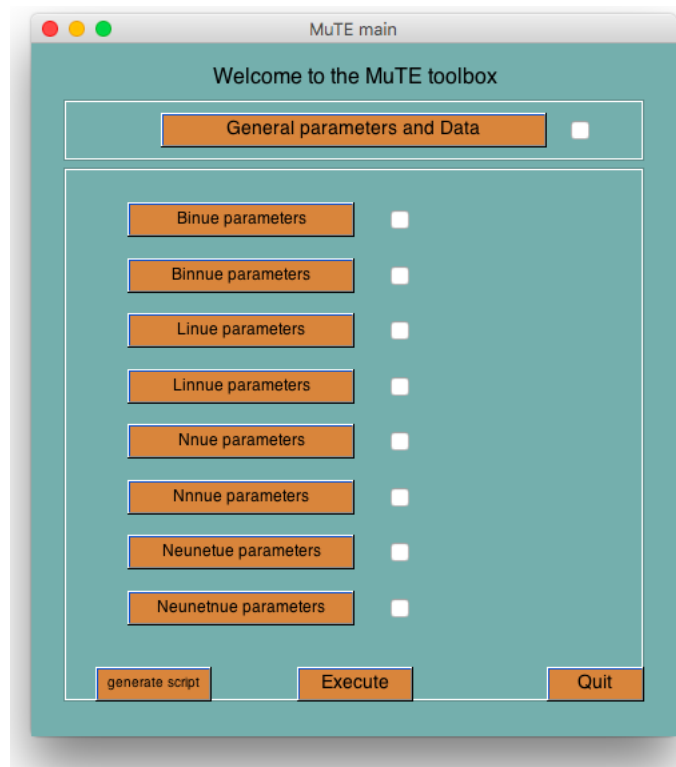 MuTE main
Welcome to the MuTE toolbox
General parameters and Data
Binue parameters
Binnue parameters
Linue parameters
Linnue parameters
Nnue parameters
Nnnue parameters
Neunetue parameters
Neunetnue parameters
generate script Execute Quit